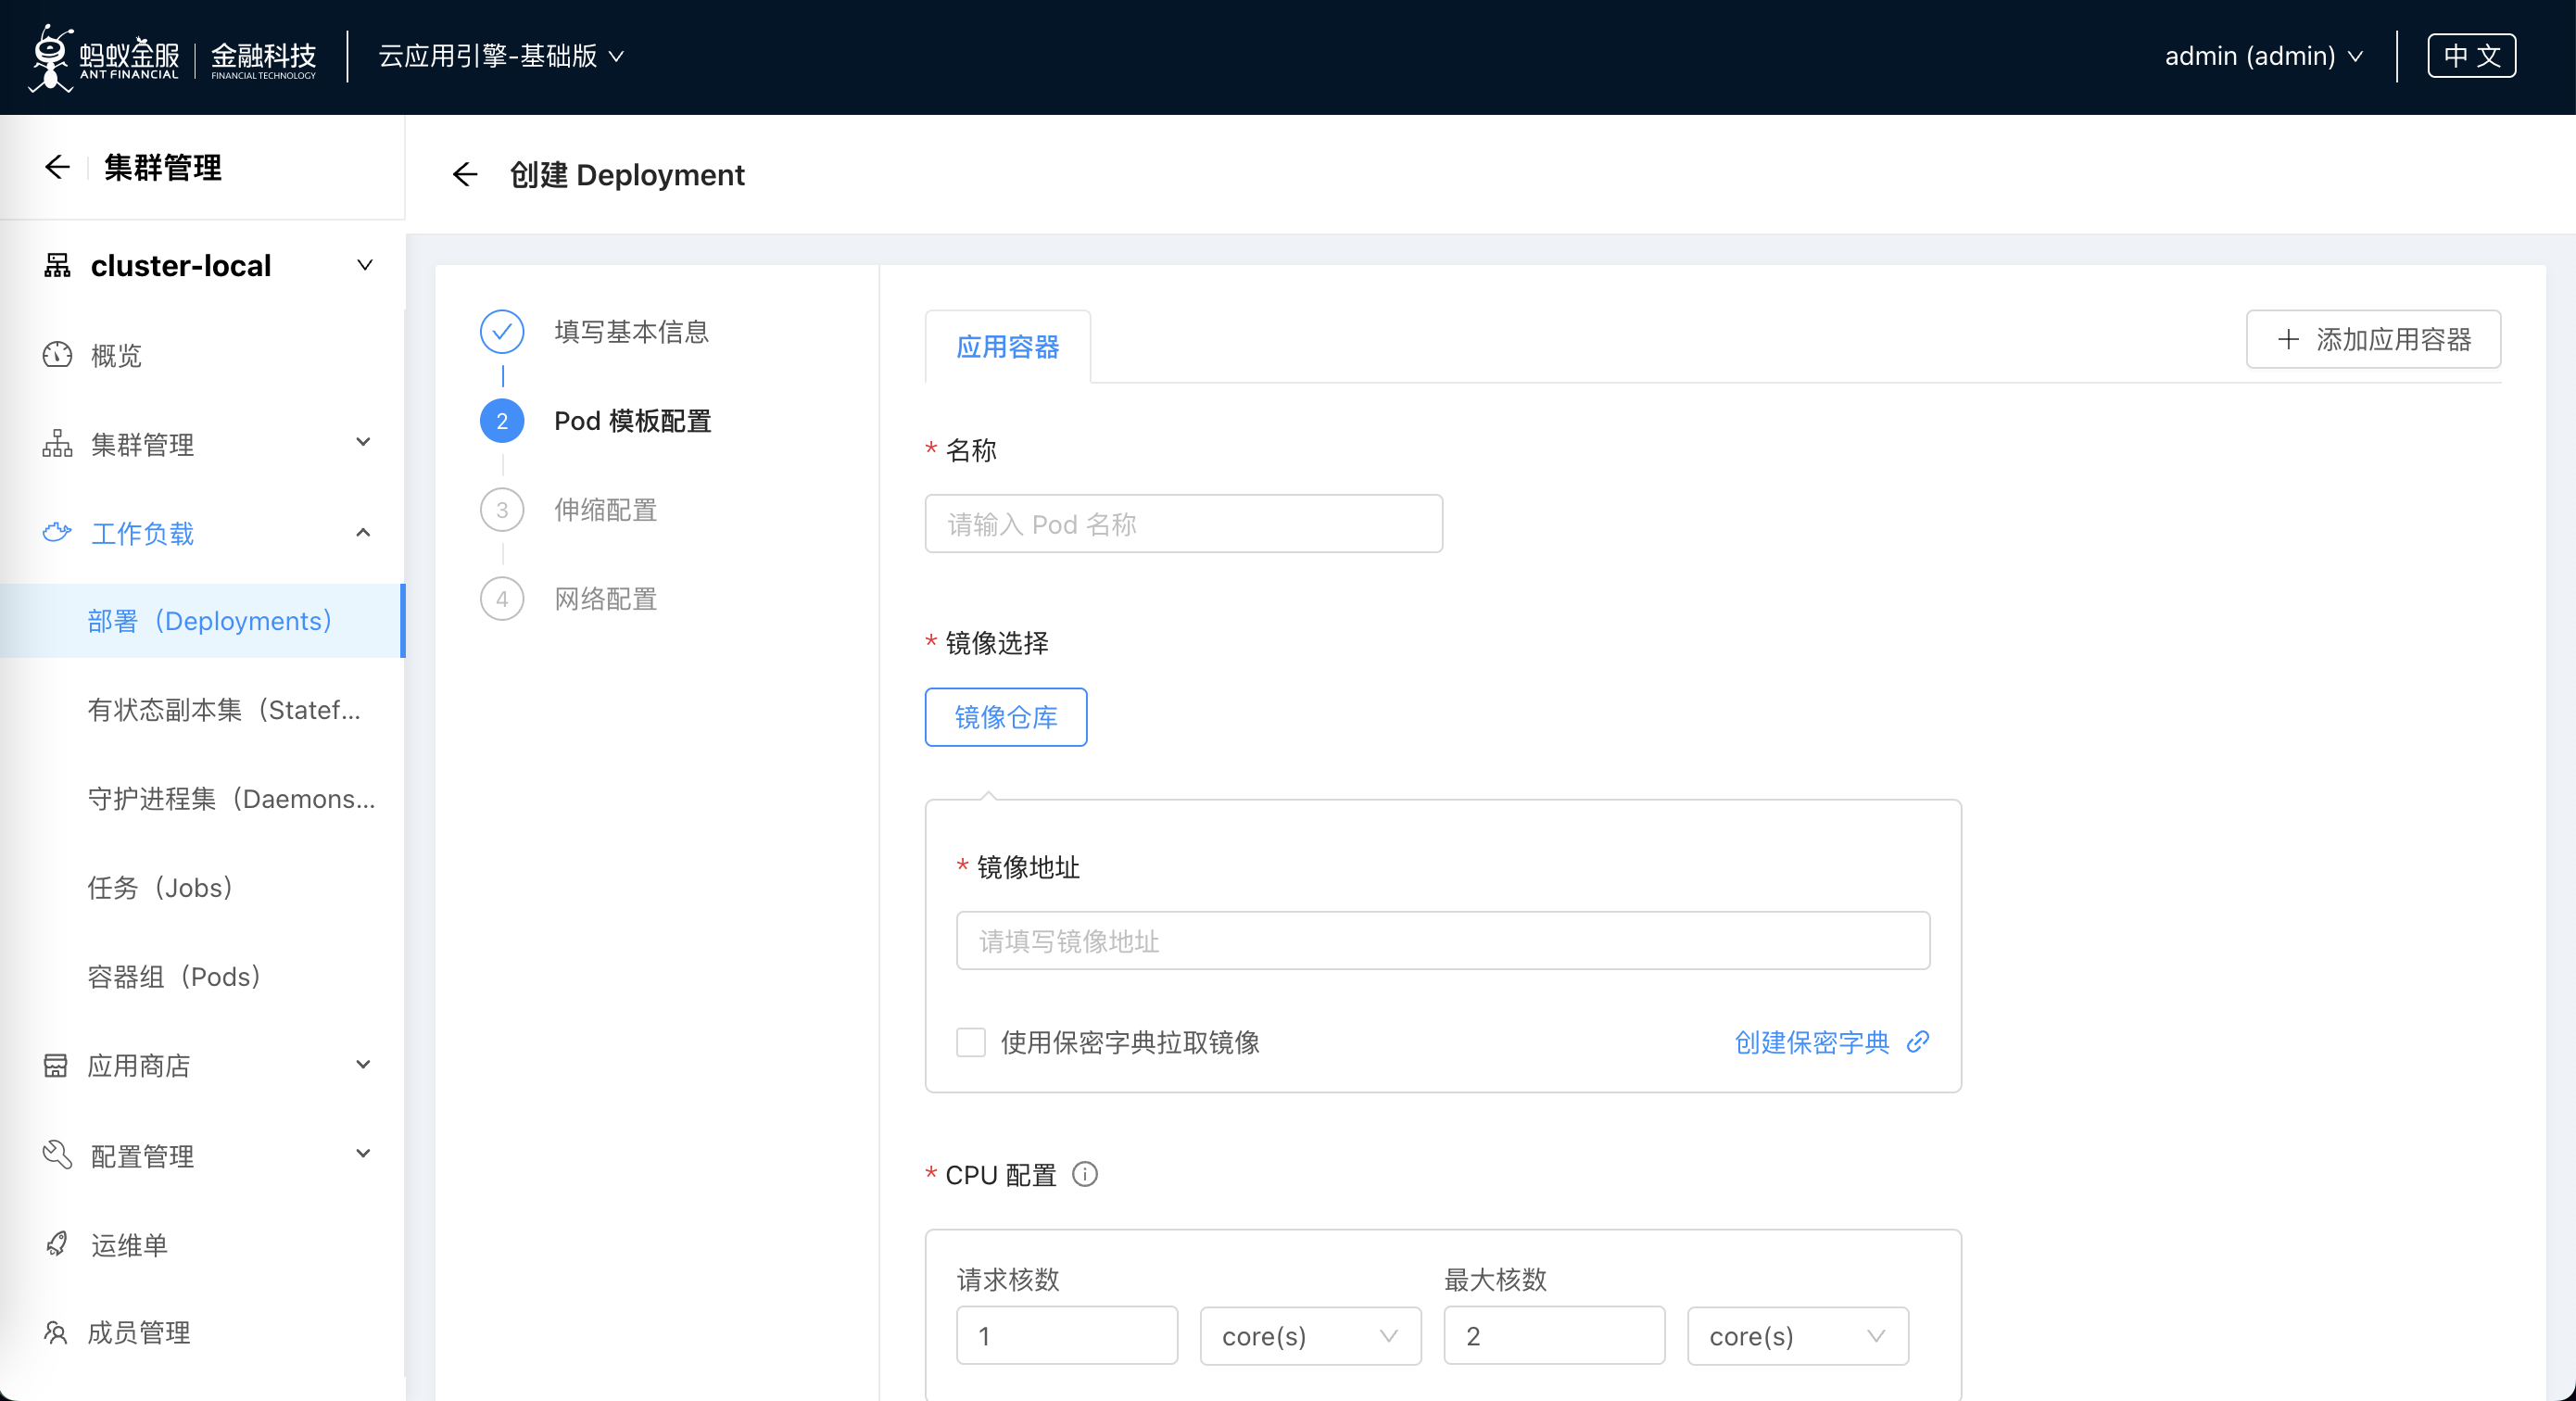 蚂蚁金服
ANT FINANCIAL
金融科技
FINANCIAL TECHNOLOGY
云应用引擎-基础版
admin (admin)
中 文
集群管理
cluster-local
概览
集群管理
工作负载
部署（Deployments）
有状态副本集（Statef...
守护进程集（Daemons...
任务（Jobs）
容器组（Pods）
应用商店
配置管理
运维单
成员管理
创建 Deployment
填写基本信息
2 Pod 模板配置
3 伸缩配置
4 网络配置
应用容器
添加应用容器
* 名称
请输入 Pod 名称
* 镜像选择
镜像仓库
* 镜像地址
请填写镜像地址
使用保密字典拉取镜像
创建保密字典
* CPU 配置
请求核数 最大核数
1 core(s) 2 core(s)